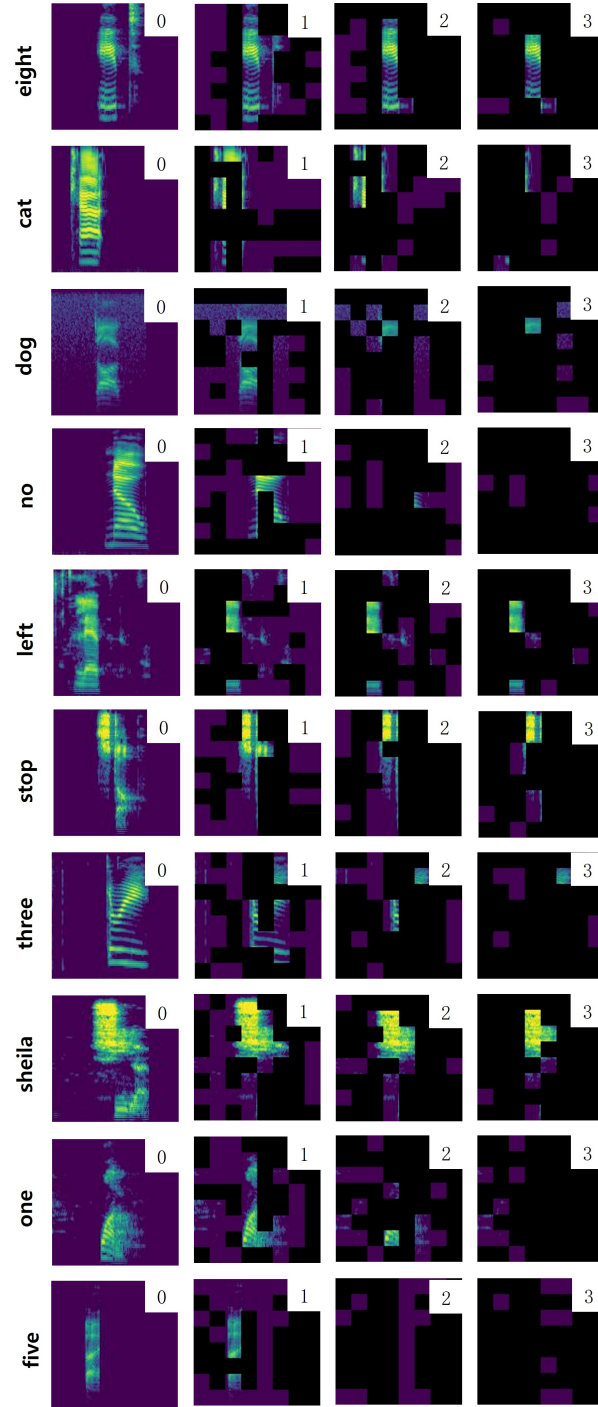 eight 0 1 2 3
cat 0 1 2 3
dog 0 1 2 3
no 0 1 2 3
left 0 1 2 3
stop 0 1 2 3
three 0 1 2 3
sheila 0 1 2 3
one 0 1 2 3
five 0 1 2 3